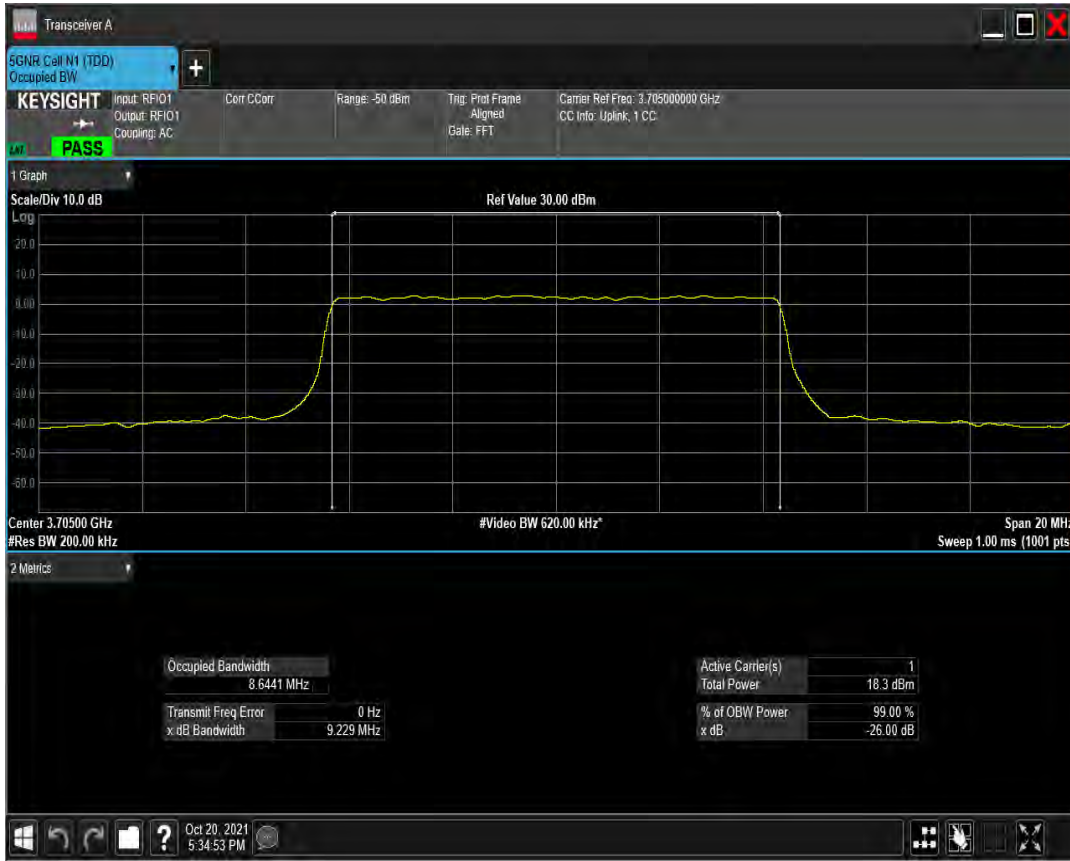 Transceiver A
5GNR Cell N1 (TDD)
Occupied BW
+
KEYSIGHT
PASS
Input: RFIO1
Output: RFIO1
Coupling: AC
Corr CCorr
Range: -50 dBm
Trig: Prot Frame
Aligned
Gate: FFT
Carrier Ref Freq: 3.705000000 GHz
CC Info: Uplink, 1 CC
1 Graph
Scale/Div 10.0 dB
Ref Value 30.00 dBm
Log
20.0
10.0
0.00
-10.0
-20.0
-30.0
-40.0
-50.0
-60.0
Center 3.70500 GHz
#Video BW 620.00 kHz*
Span 20 MHz
#Res BW 200.00 kHz
Sweep 1.00 ms (1001 pts
2 Metrics
Occupied Bandwidth
8.6441 MHz
Transmit Freq Error 0 Hz
x dB Bandwidth 9.229 MHz
Active Carrier(s) 1
Total Power 18.3 dBm
% of OBW Power 99.00 %
x dB -26.00 dB
?
Oct 20, 2021
5:34:53 PM